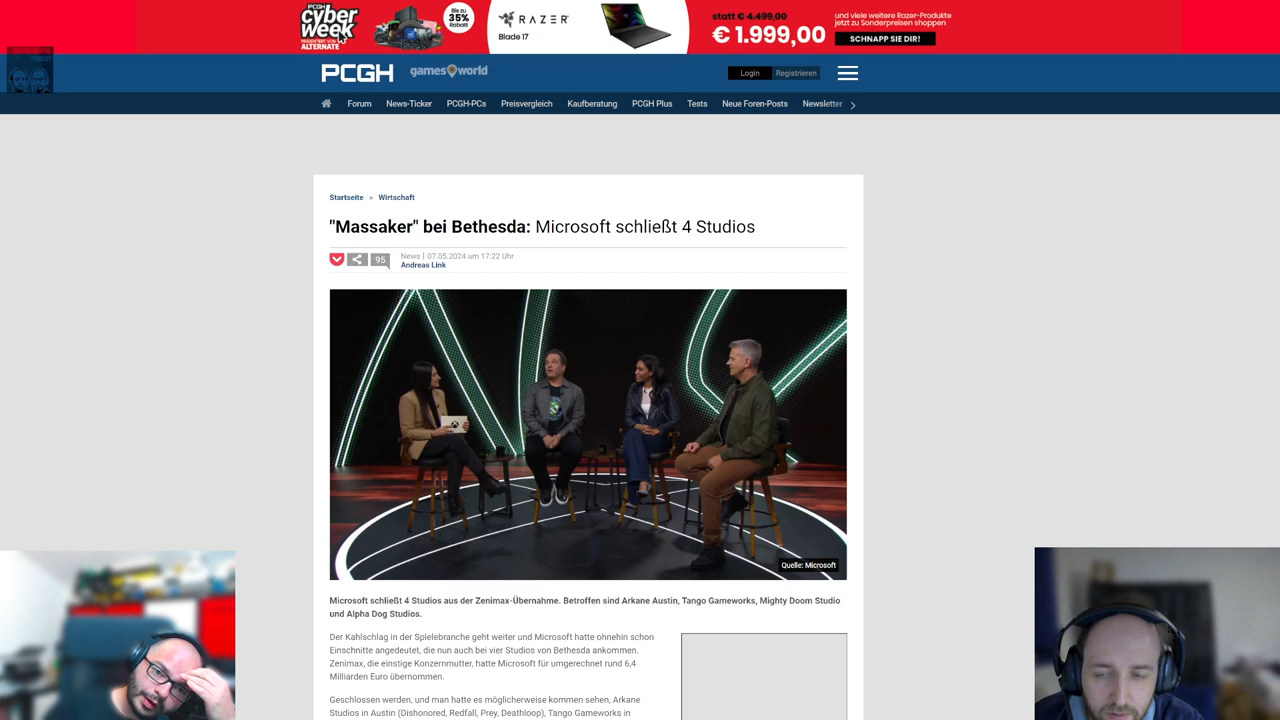 PCGH
cyber
week
PRÄSENTIERT VON
ALTERNATE
Bis zu
35%
Rabatt
RAZER
Blade 17
statt € 4.499,00
€ 1.999,00
und viele weitere Razer-Produkte
jetzt zu Sonderpreisen shoppen
SCHNAPP SIE DIR!
PCGH games world
Login Registrieren
Forum News-Ticker PCGH-PCs Preisvergleich Kaufberatung PCGH Plus Tests Neue Foren-Posts Newsletter
Startseite > Wirtschaft
"Massaker" bei Bethesda: Microsoft schließt 4 Studios
95
News | 07.05.2024 um 17:22 Uhr
Andreas Link
Quelle: Microsoft
Microsoft schließt 4 Studios aus der Zenimax-Übernahme. Betroffen sind Arkane Austin, Tango Gameworks, Mighty Doom Studio
und Alpha Dog Studios.
Der Kahlschlag in der Spielebranche geht weiter und Microsoft hatte ohnehin schon
Einschnitte angedeutet, die nun auch bei vier Studios von Bethesda ankommen.
Zenimax, die einstige Konzernmutter, hatte Microsoft für umgerechnet rund 6,4
Milliarden Euro übernommen.
Geschlossen werden, und man hatte es möglicherweise kommen sehen, Arkane
Studios in Austin (Dishonored, Redfall, Prey, Deathloop), Tango Gameworks in